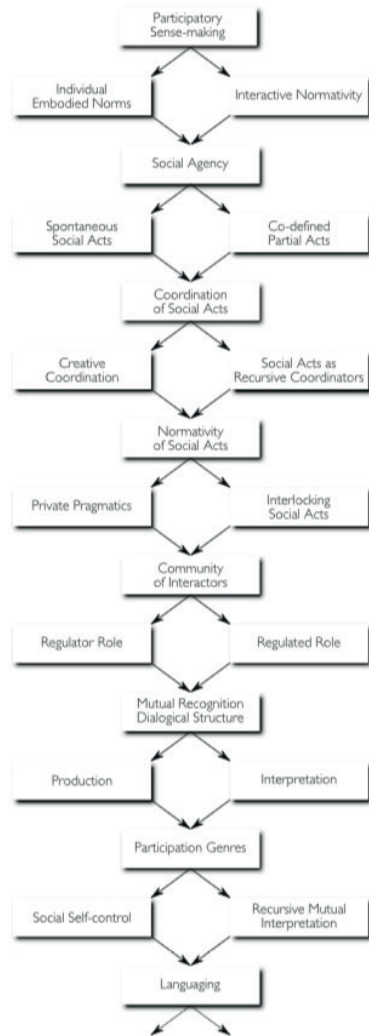 Participatory
Sense-making
Individual
Embodied Norms
Interactive Normativity
Social Agency
Spontaneous
Social Acts
Co-defined
Partial Acts
Coordination
of Social Acts
Creative
Coordination
Social Acts as
Recursive Coordinators
Normativity
of Social Acts
Private Pragmatics
Interlocking
Social Acts
Community
of Interactors
Regulator Role
Regulated Role
Mutual Recognition
Dialogical Structure
Production
Interpretation
Participation Genres
Social Self-control
Recursive Mutual
Interpretation
Languaging